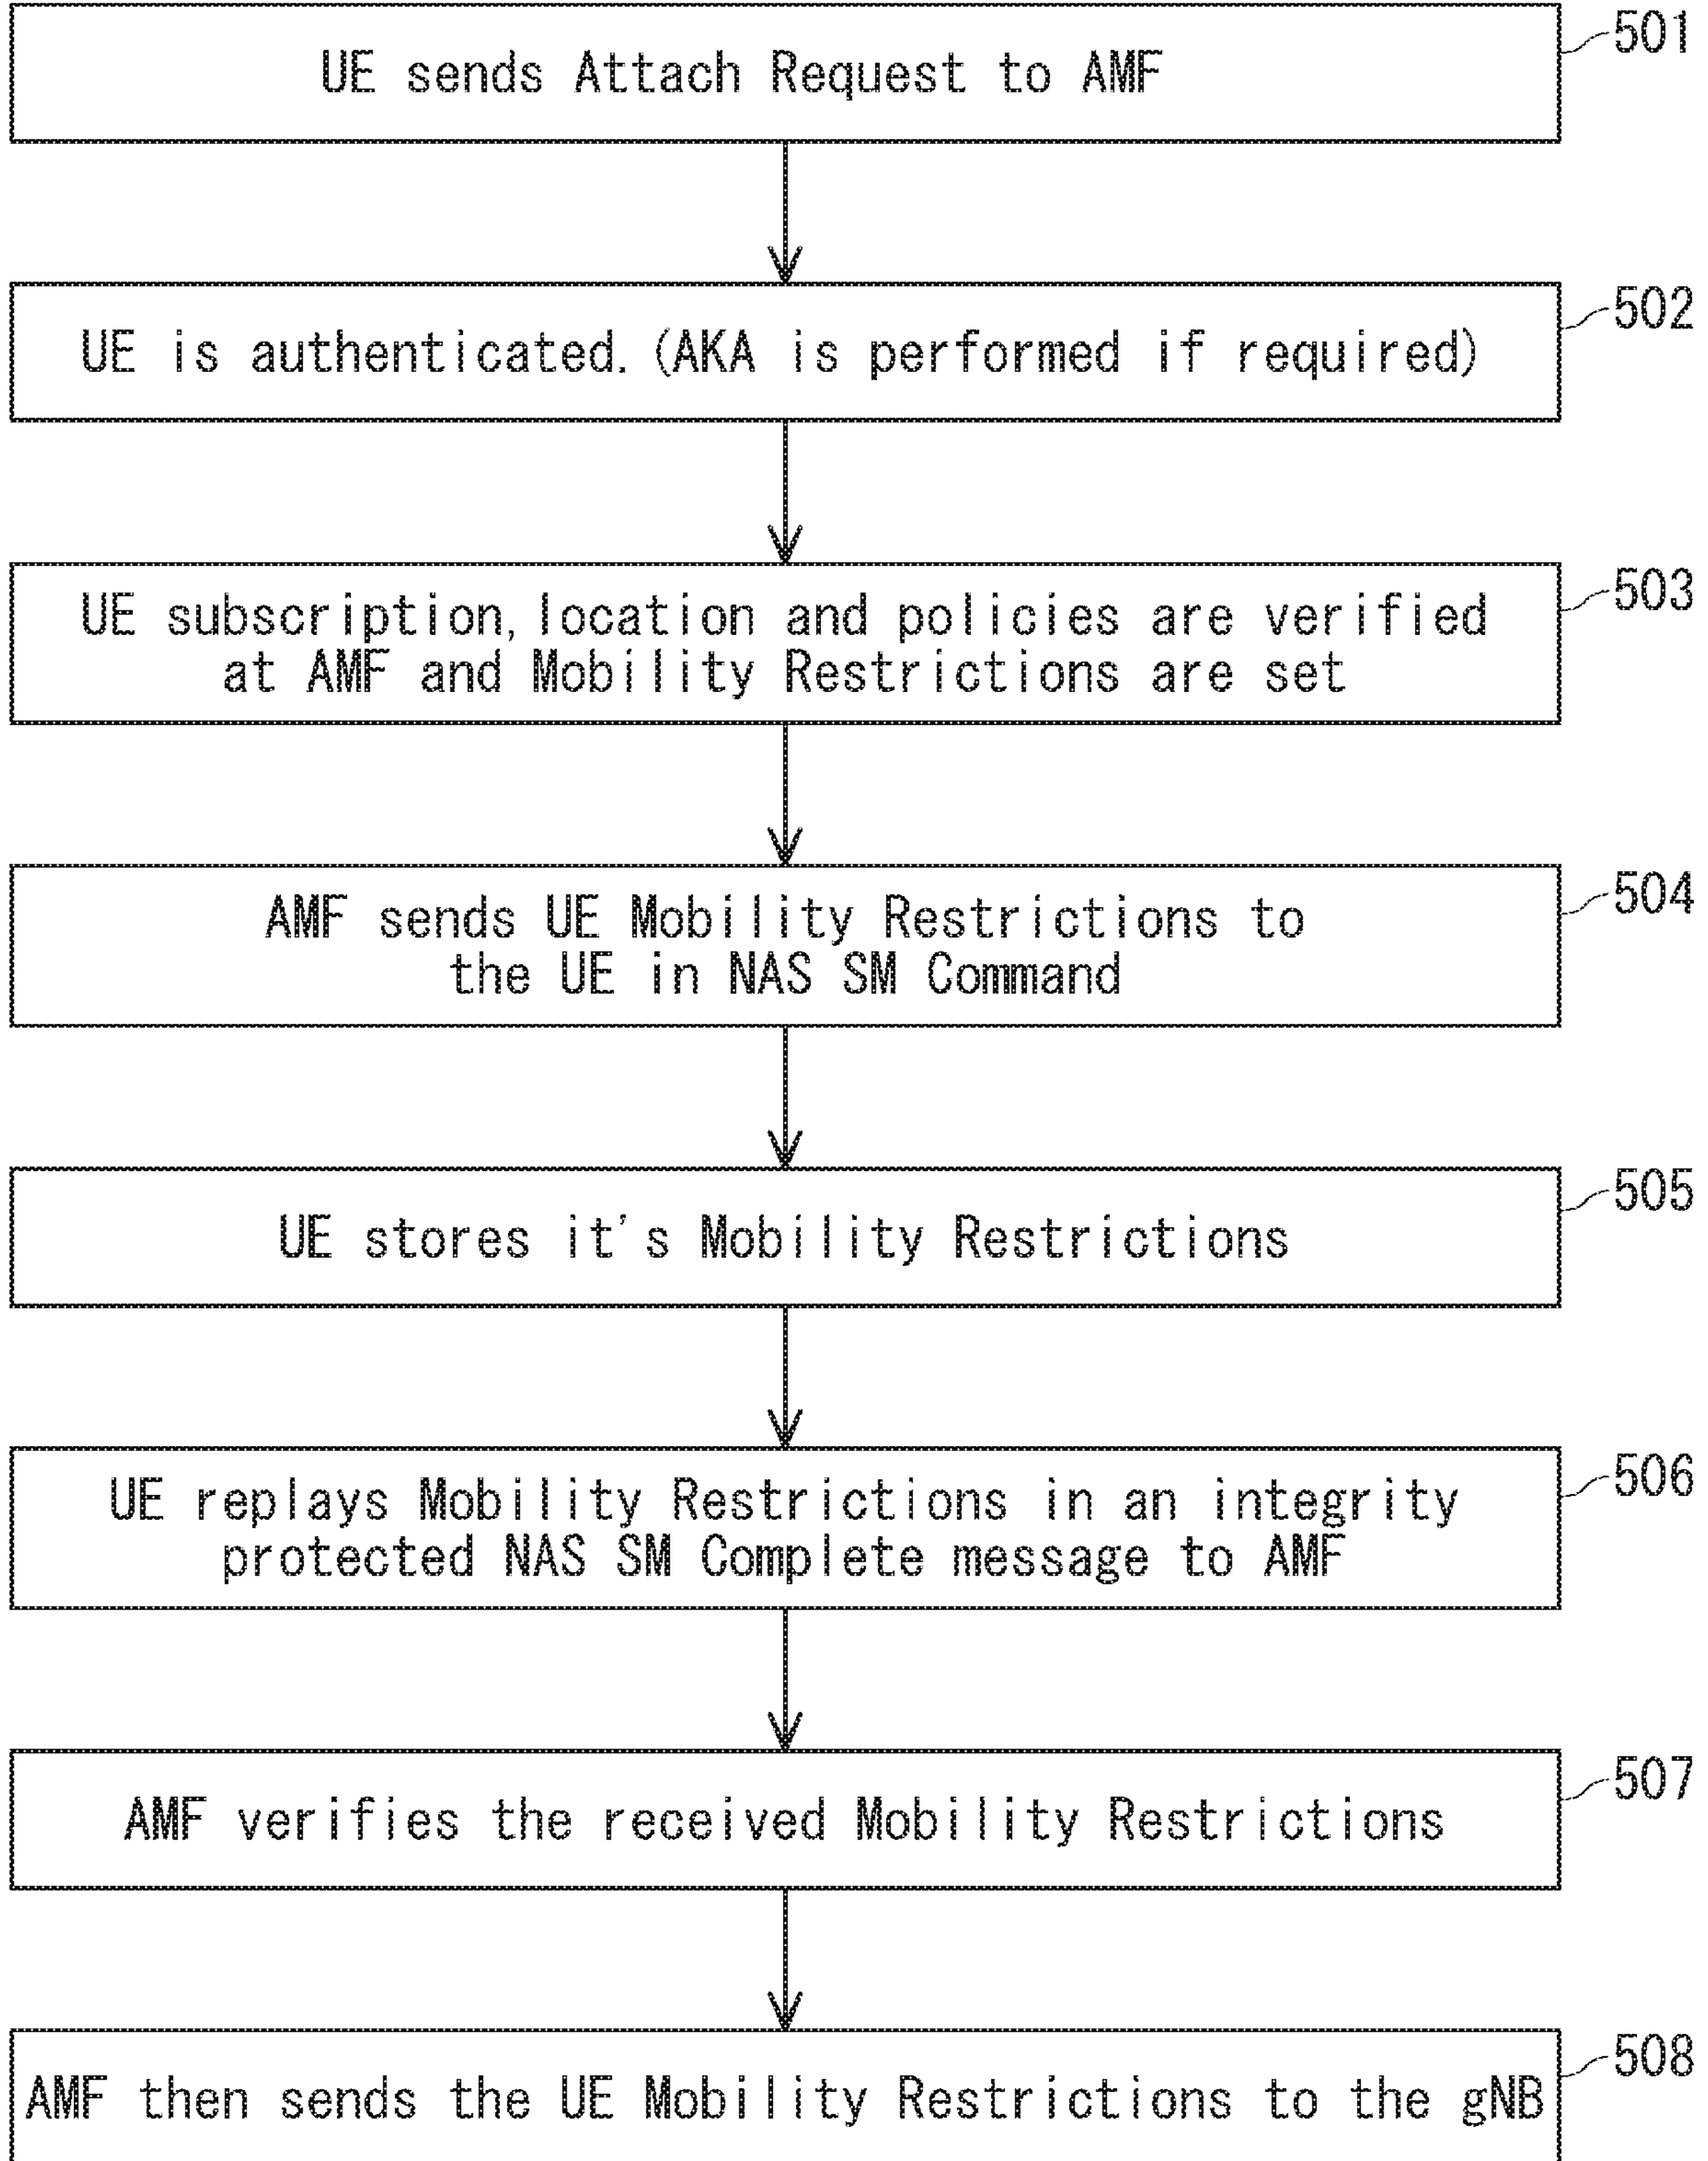 UE sends Attach Request to AMF
501
UE is authenticated. (AKA is performed if required)
502
UE subscription, location and policies are verified
at AMF and Mobility Restrictions are set
503
AMF sends UE Mobility Restrictions to
the UE in NAS SM Command
504
UE stores it's Mobility Restrictions
505
UE replays Mobility Restrictions in an integrity
protected NAS SM Complete message to AMF
506
AMF verifies the received Mobility Restrictions
507
AMF then sends the UE Mobility Restrictions to the gNB
508